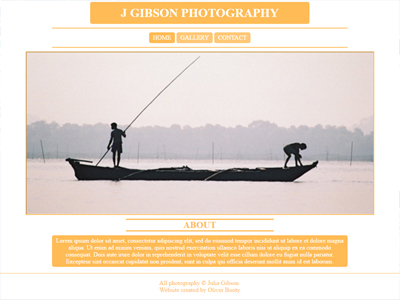 J GIBSON PHOTOGRAPHY
HOME GALLERY CONTACT
ABOUT
Lorem ipsum dolor sit amet, consectetur adipisicing elit, sed do eiusmod tempor incididunt ut labore et dolore magna
aliqua. Ut enim ad minim veniam, quis nostrud exercitation ullamco laboris nisi ut aliquip ex ea commodo
consequat. Duis aute irure dolor in reprehenderit in voluptate velit esse cillum dolore eu fugiat nulla pariatur.
Excepteur sint occaecat cupidatat non proident, sunt in culpa qui officia deserunt mollit anim id est laborum.
All photography © John Gibson.
Website created by Oliver